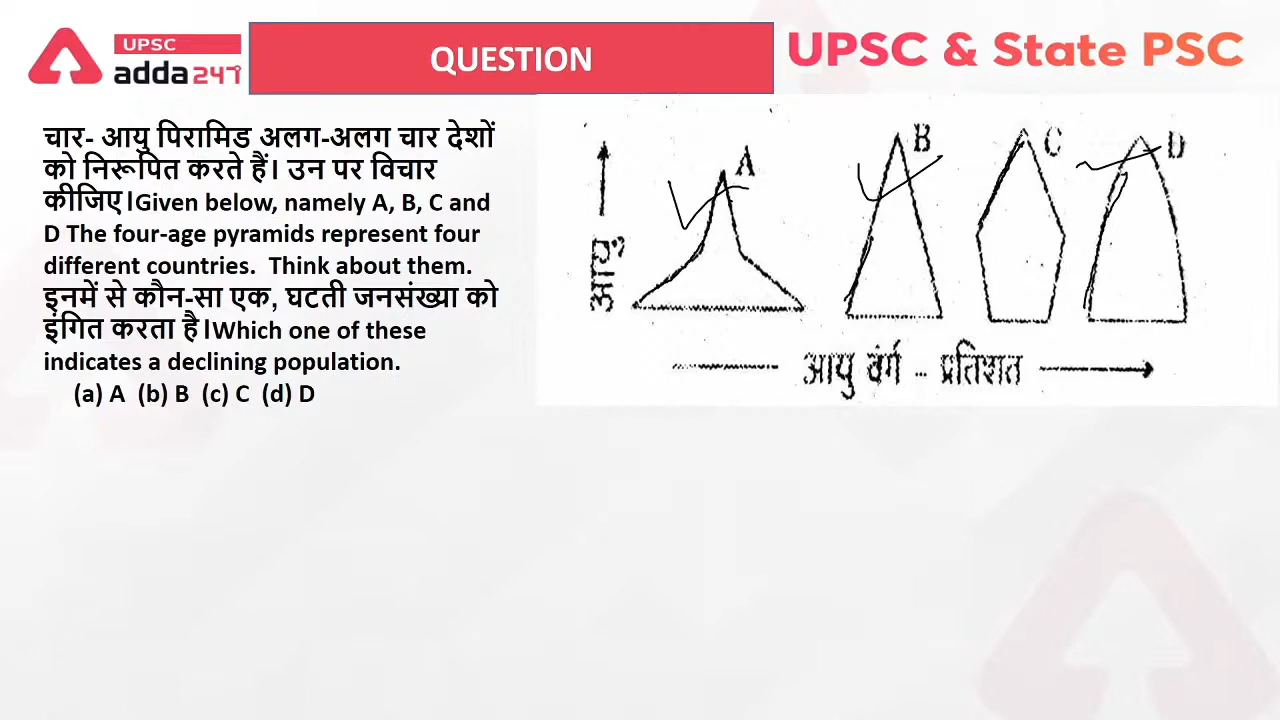 UPSC
adda247
QUESTION
UPSC & State PSC
चार- आयु पिरामिड अलग-अलग चार देशों
को निरूपित करते हैं। उन पर विचार
कीजिए।Given below, namely A, B, C and
D The four-age pyramids represent four
different countries. Think about them.
इनमें से कौन-सा एक, घटती जनसंख्या को
इंगित करता है।Which one of these
indicates a declining population.
(a) A (b) B (c) C (d) D
A
B
C
D
आयु
आयु वर्ग - प्रतिशत